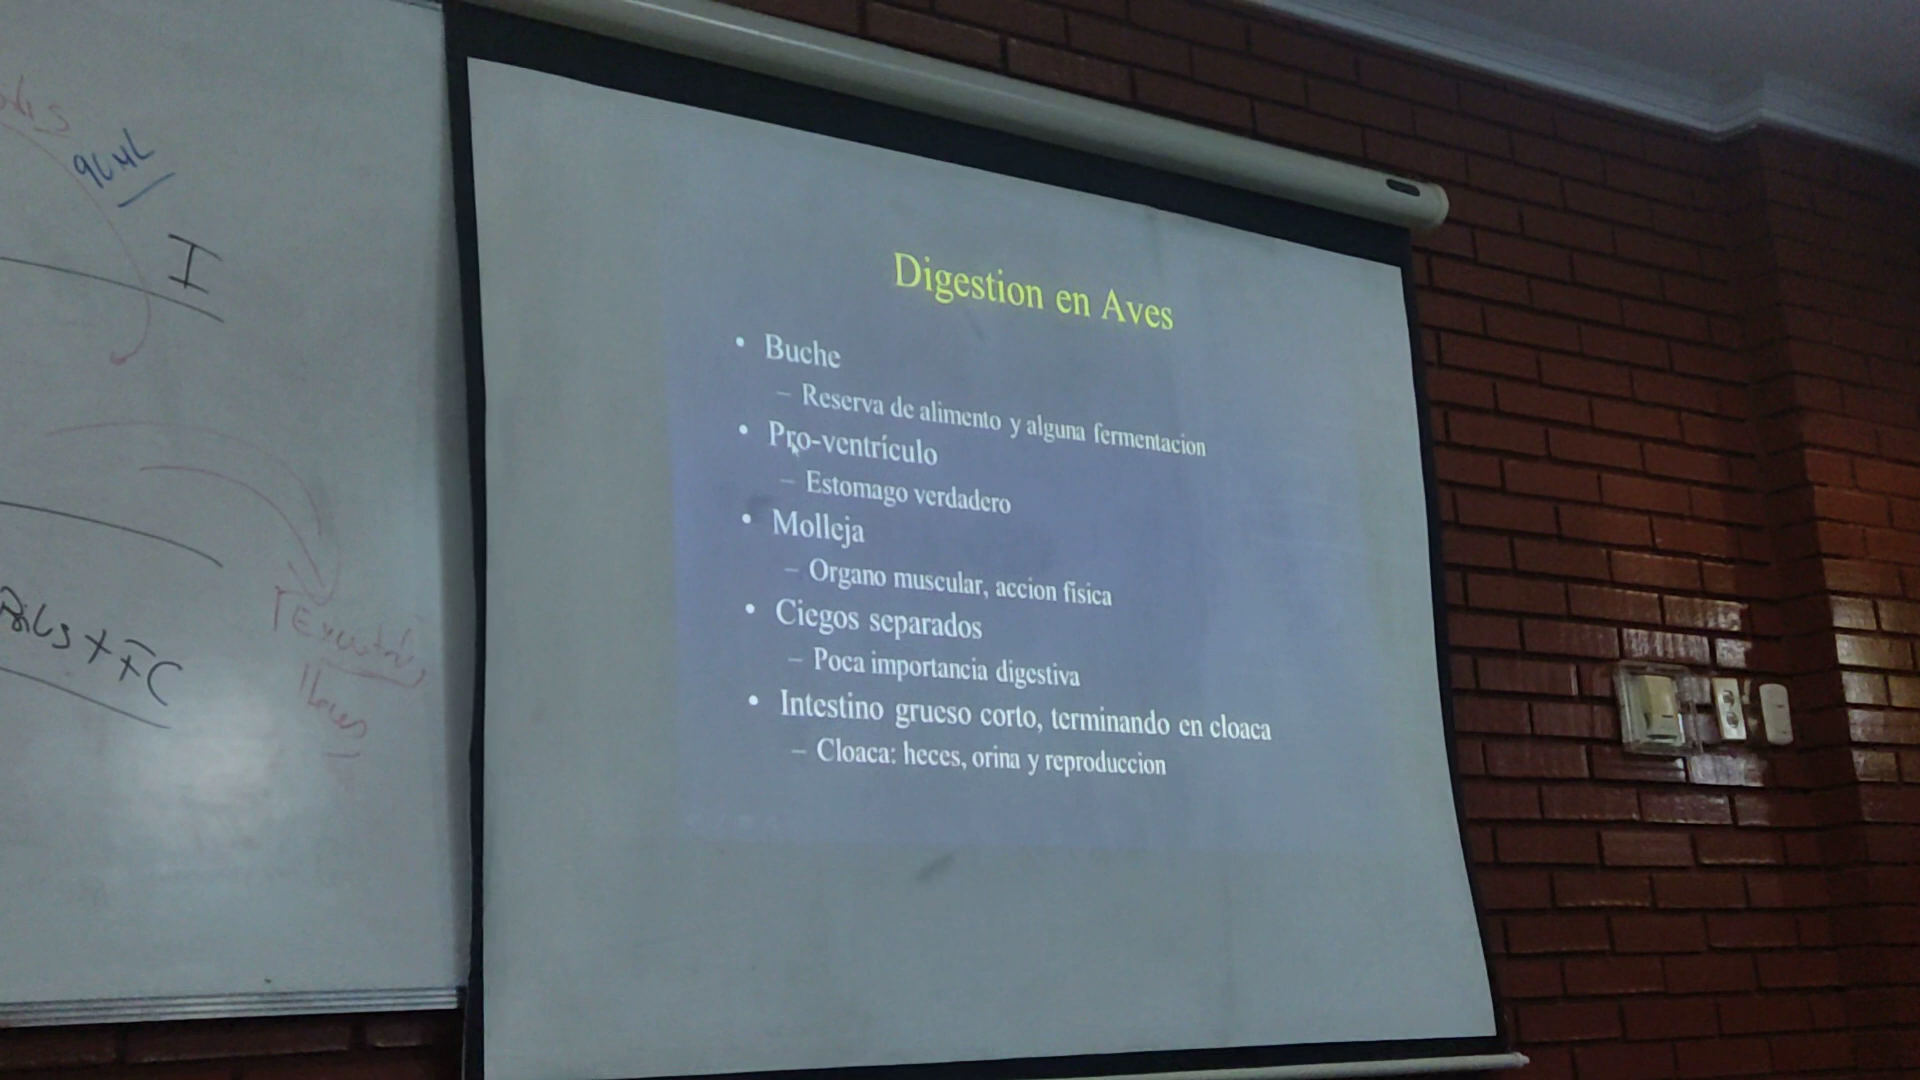 I
+ FC
Digestion en Aves
• Buche
– Reserva de alimento y alguna fermentacion
• Pro-ventrículo
– Estomago verdadero
• Molleja
– Organo muscular, accion física
• Ciegos separados
– Poca importancia digestiva
• Intestino grueso corto, terminando en cloaca
– Cloaca: heces, orina y reproduccion